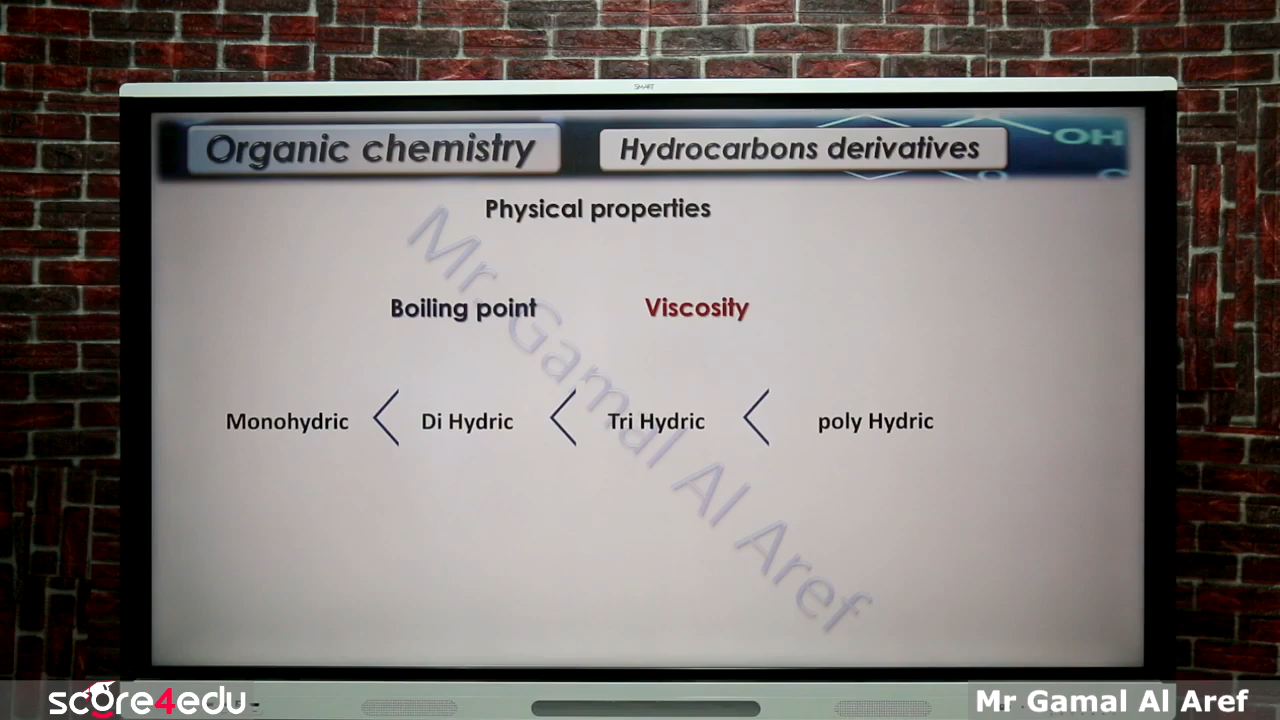 SMART
Organic chemistry
Hydrocarbons derivatives
OH
O
Physical properties
Boiling point Viscosity
Monohydric < Di Hydric < Tri Hydric < poly Hydric
Mr. Gamal Al Aref
score4edu
Mr Gamal Al Aref